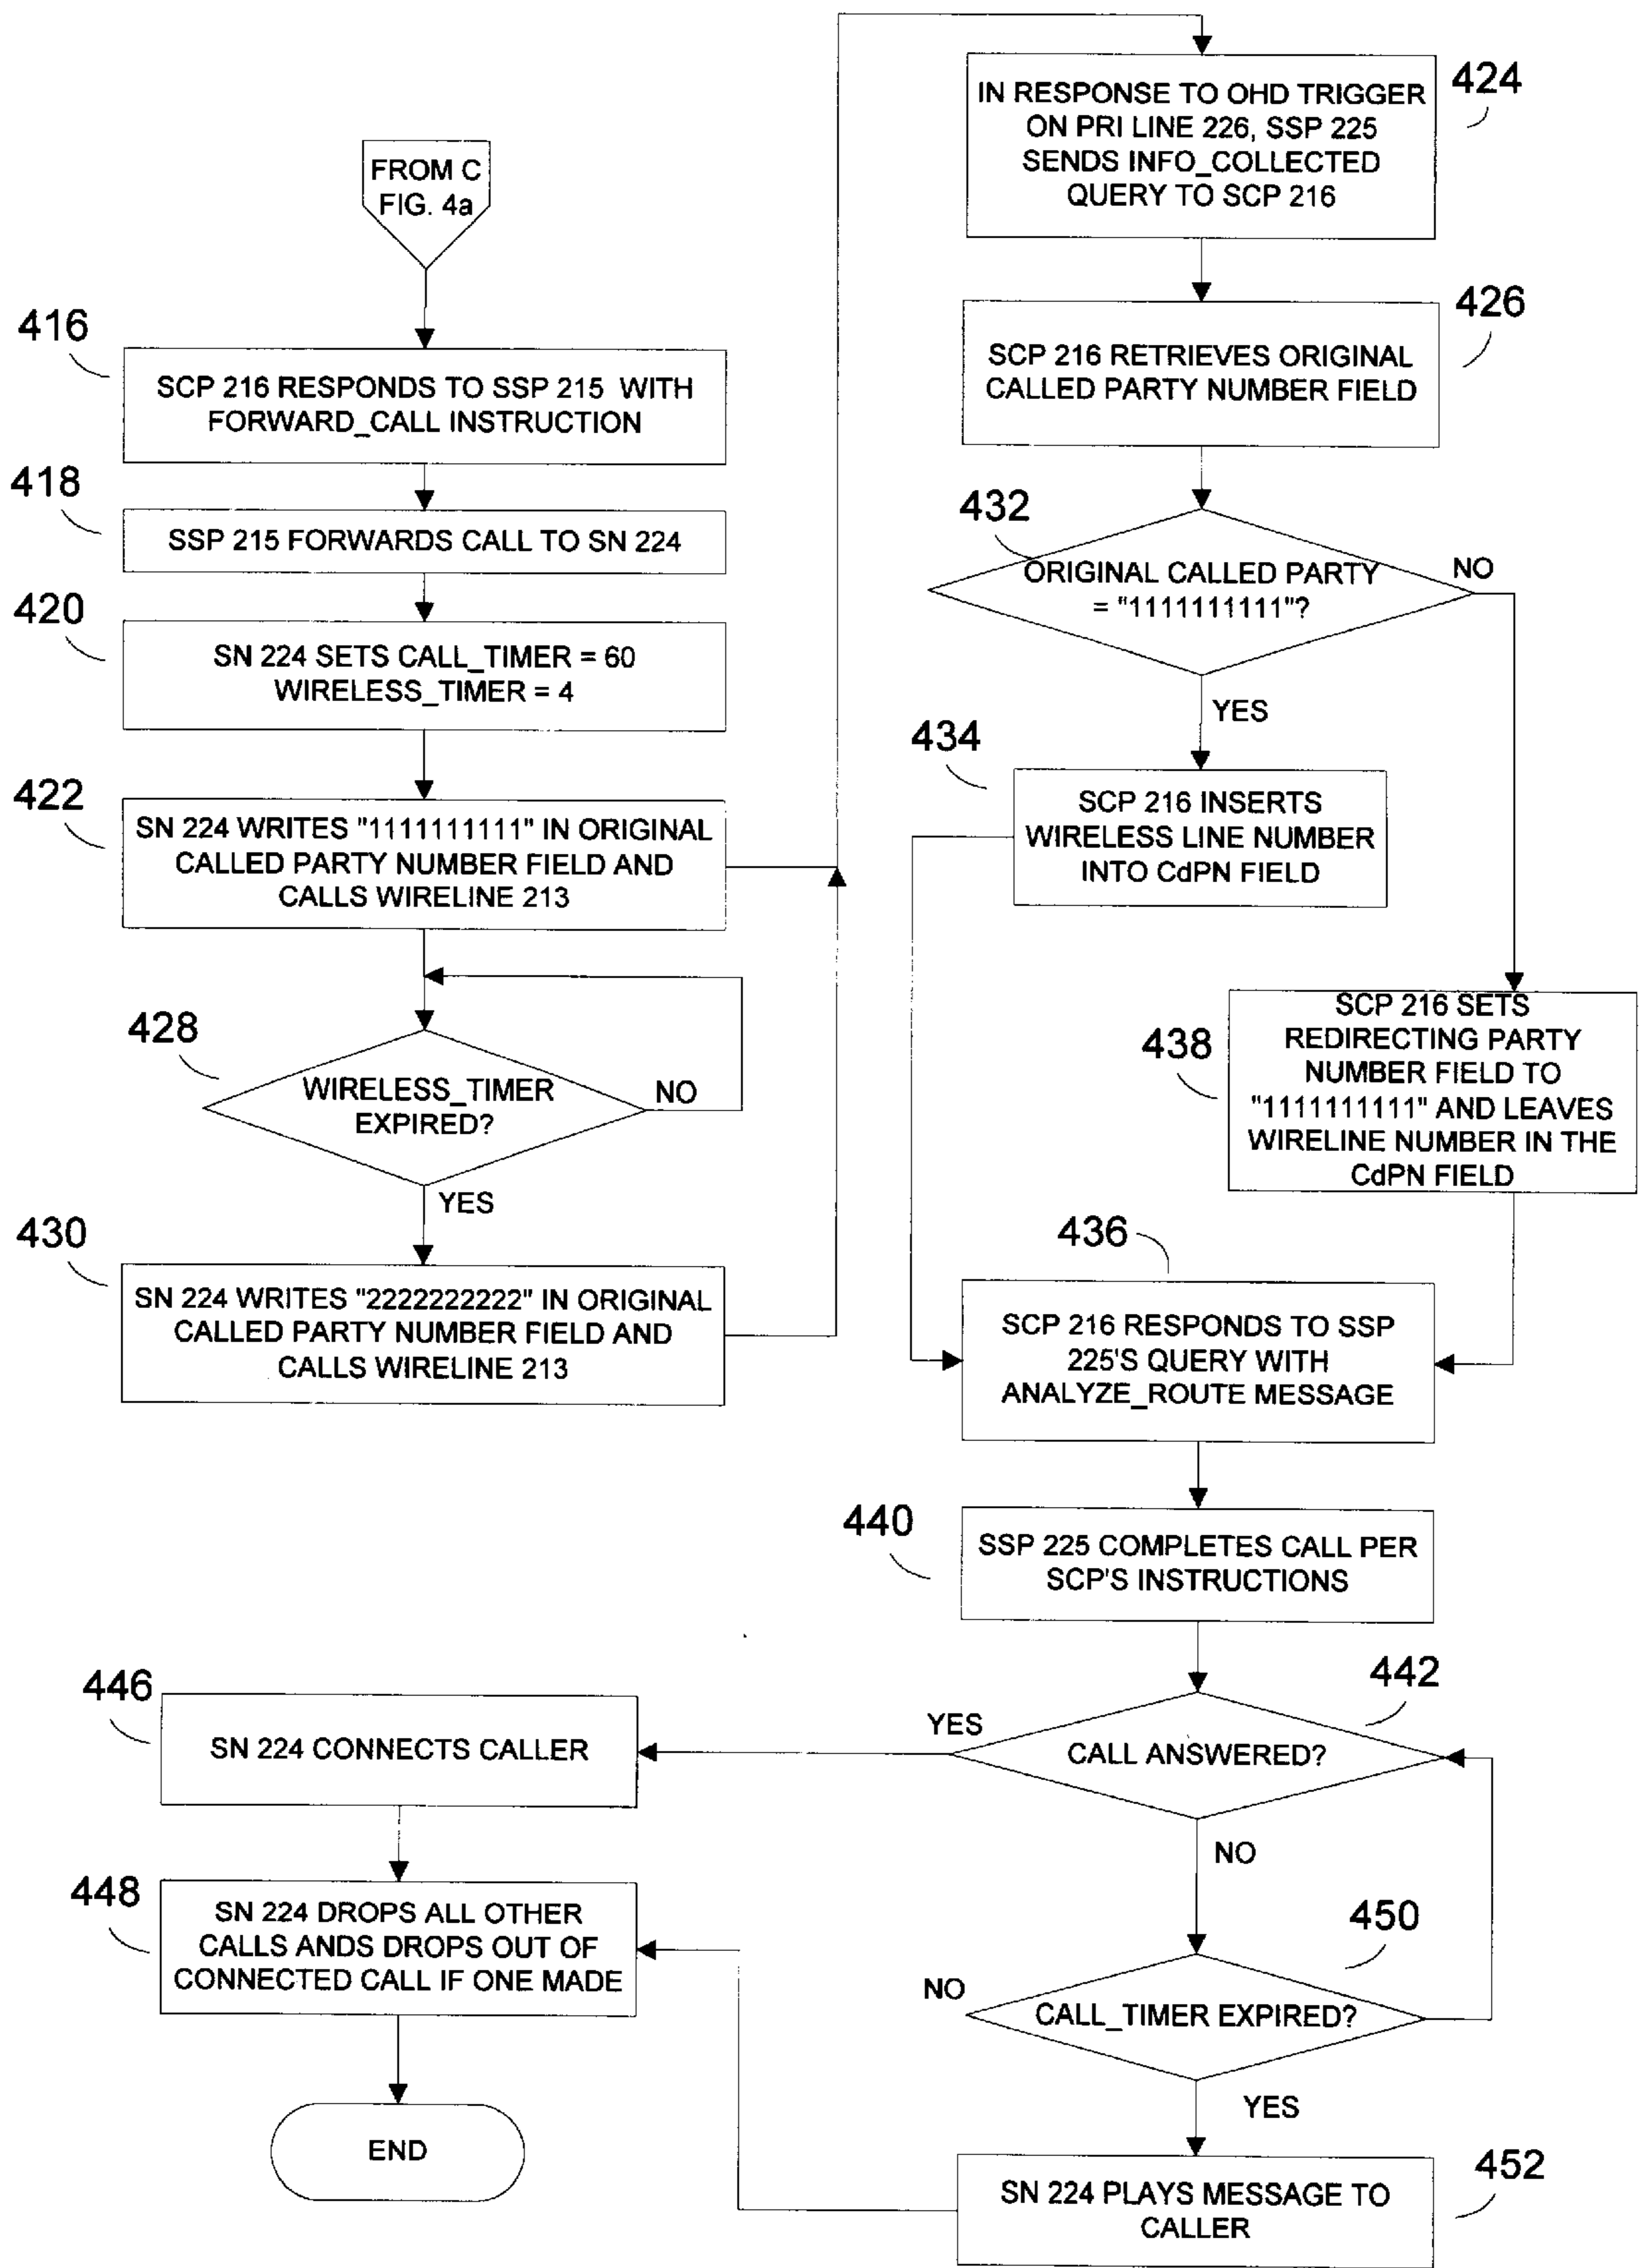 FROM C
FIG. 4a
416
SCP 216 RESPONDS TO SSP 215 WITH
FORWARD_CALL INSTRUCTION
418
SSP 215 FORWARDS CALL TO SN 224
420
SN 224 SETS CALL_TIMER = 60
WIRELESS_TIMER = 4
422
SN 224 WRITES "1111111111" IN ORIGINAL
CALLED PARTY NUMBER FIELD AND
CALLS WIRELINE 213
428
WIRELESS_TIMER
EXPIRED?
NO
YES
430
SN 224 WRITES "2222222222" IN ORIGINAL
CALLED PARTY NUMBER FIELD AND
CALLS WIRELINE 213
424
IN RESPONSE TO OHD TRIGGER
ON PRI LINE 226, SSP 225
SENDS INFO_COLLECTED
QUERY TO SCP 216
426
SCP 216 RETRIEVES ORIGINAL
CALLED PARTY NUMBER FIELD
432
ORIGINAL CALLED PARTY
= "1111111111"?
NO
YES
434
SCP 216 INSERTS
WIRELESS LINE NUMBER
INTO CdPN FIELD
438
SCP 216 SETS
REDIRECTING PARTY
NUMBER FIELD TO
"1111111111" AND LEAVES
WIRELINE NUMBER IN THE
CdPN FIELD
436
SCP 216 RESPONDS TO SSP
225'S QUERY WITH
ANALYZE_ROUTE MESSAGE
440
SSP 225 COMPLETES CALL PER
SCP'S INSTRUCTIONS
442
CALL ANSWERED?
YES
NO
446
SN 224 CONNECTS CALLER
448
SN 224 DROPS ALL OTHER
CALLS ANDS DROPS OUT OF
CONNECTED CALL IF ONE MADE
END
450
CALL_TIMER EXPIRED?
NO
YES
452
SN 224 PLAYS MESSAGE TO
CALLER